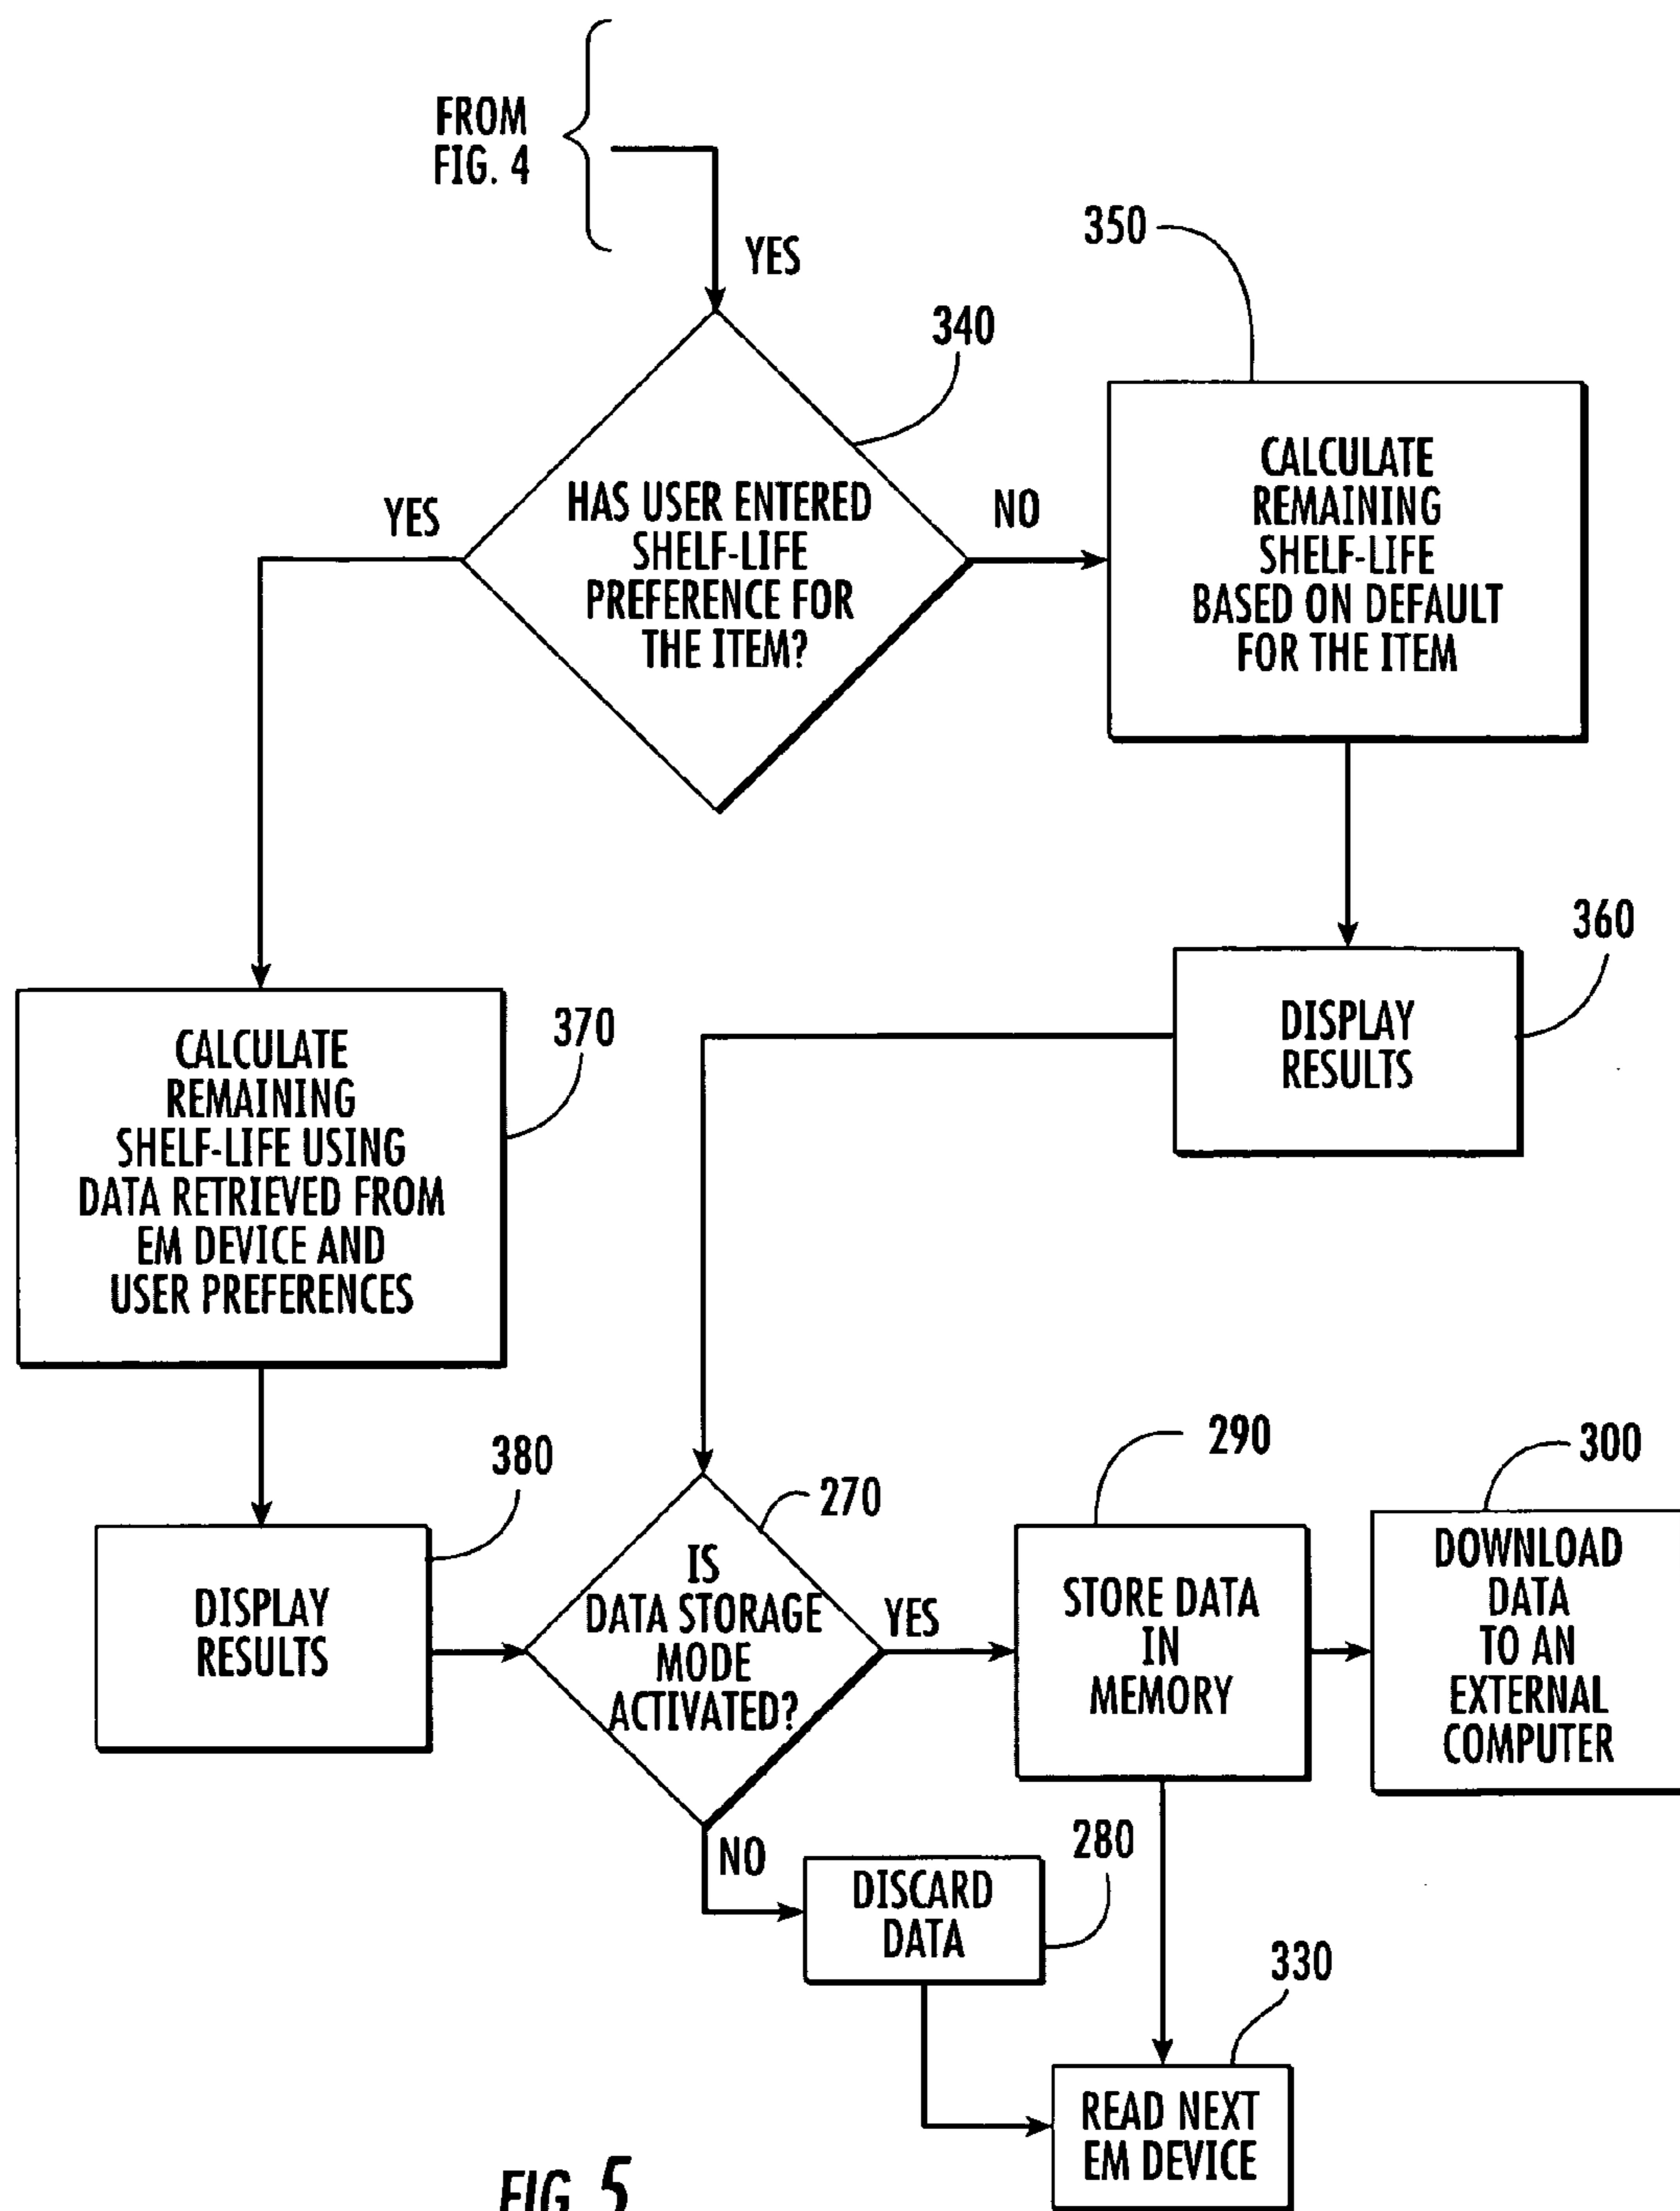 FROM
FIG. 4
YES
350
340
HAS USER ENTERED
SHELF-LIFE
PREFERENCE FOR
THE ITEM?
YES
NO
CALCULATE
REMAINING
SHELF-LIFE
BASED ON DEFAULT
FOR THE ITEM
360
DISPLAY
RESULTS
370
CALCULATE
REMAINING
SHELF-LIFE USING
DATA RETRIEVED FROM
EM DEVICE AND
USER PREFERENCES
380
DISPLAY
RESULTS
270
IS
DATA STORAGE
MODE
ACTIVATED?
YES
290
STORE DATA
IN
MEMORY
300
DOWNLOAD
DATA
TO AN
EXTERNAL
COMPUTER
NO
280
DISCARD
DATA
330
READ NEXT
EM DEVICE
FIG. 5